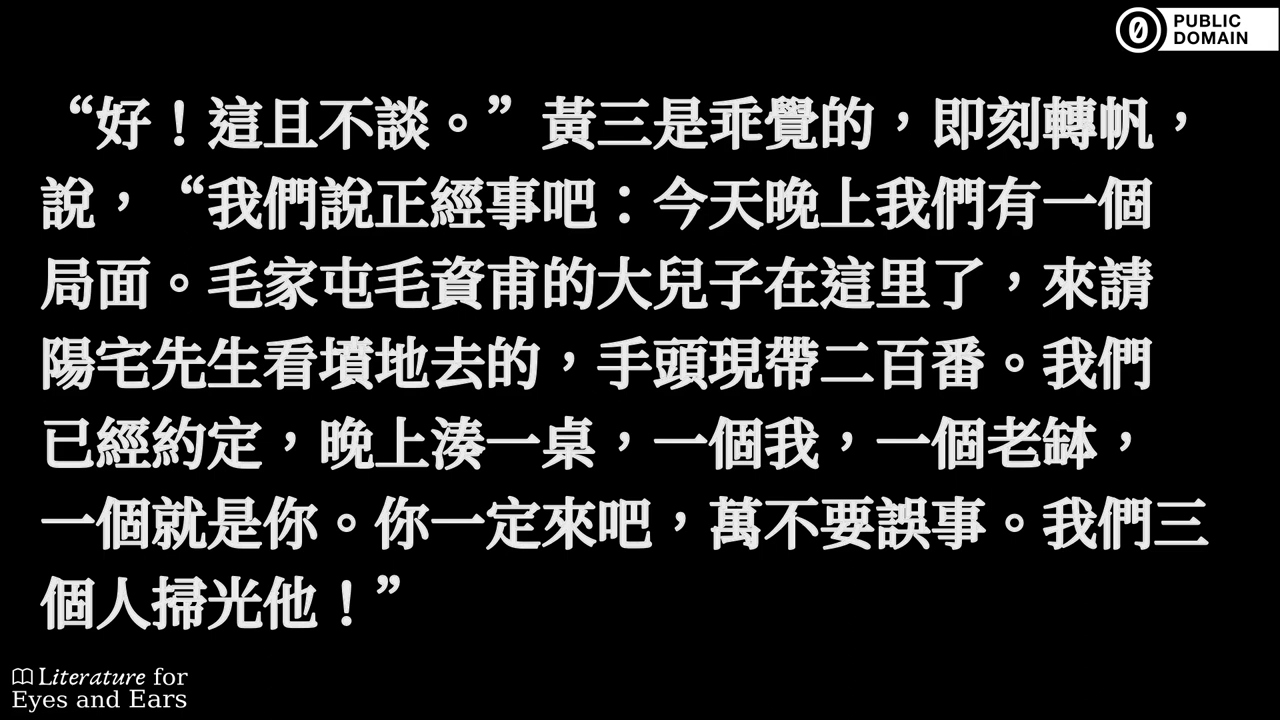 PUBLIC
DOMAIN
“好！這且不談。”黃三是乖覺的，即刻轉帆，
說，“我們說正經事吧：今天晚上我們有一個
局面。毛家屯毛資甫的大兒子在這里了，來請
陽宅先生看墳地去的，手頭現帶二百番。我們
已經約定，晚上湊一桌，一個我，一個老缽，
一個就是你。你一定來吧，萬不要誤事。我們三
個人掃光他！”
Literature for
Eyes and Ears